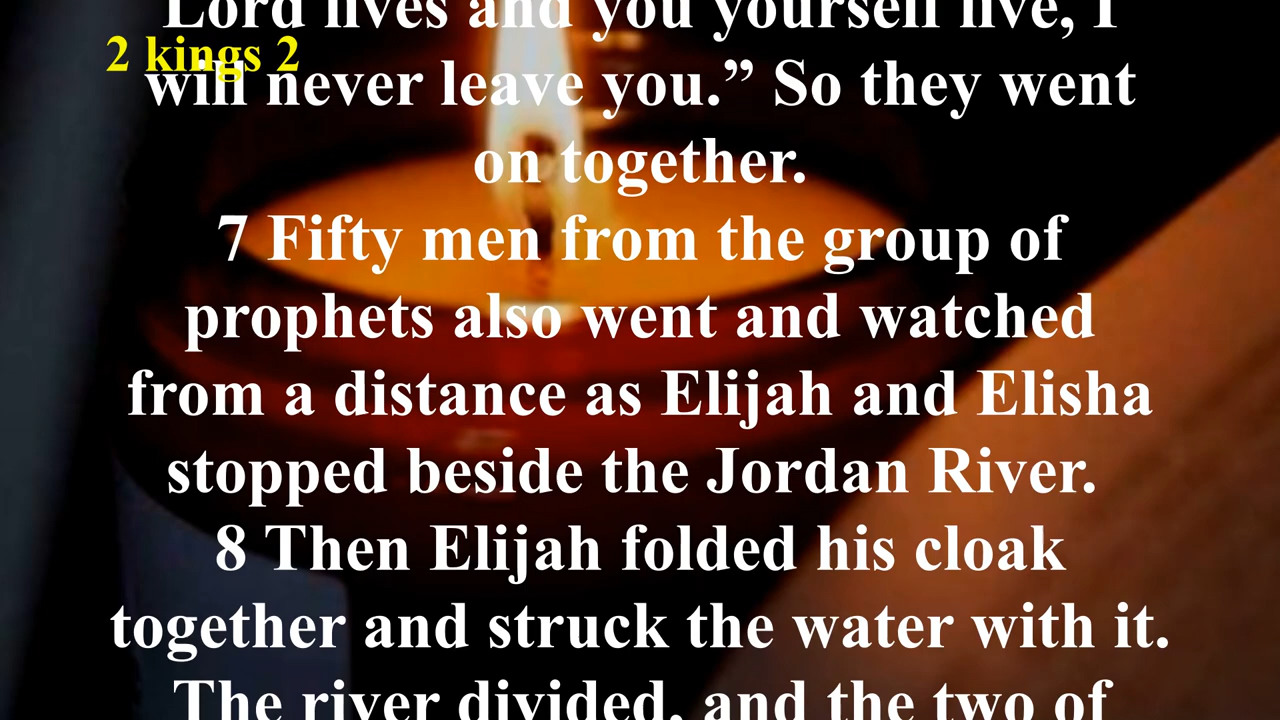 Lord lives and you yourself live, I
2 kings 2
will never leave you.” So they went
on together.
7 Fifty men from the group of
prophets also went and watched
from a distance as Elijah and Elisha
stopped beside the Jordan River.
8 Then Elijah folded his cloak
together and struck the water with it.
The river divided, and the two of